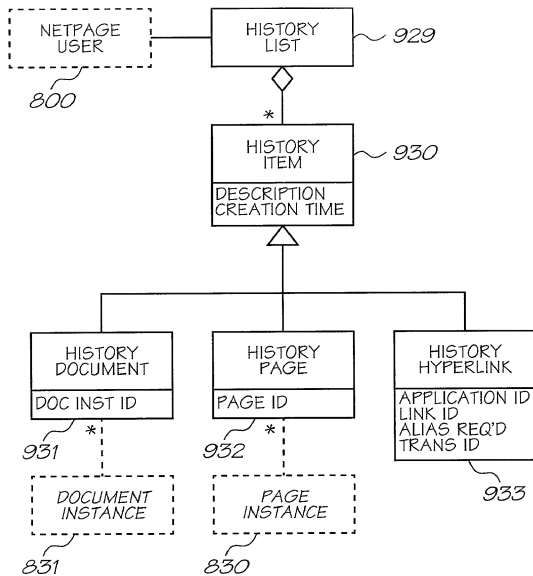 NETPAGE
USER
800
HISTORY
LIST
929
*
HISTORY
ITEM
930
DESCRIPTION
CREATION TIME
HISTORY
DOCUMENT
DOC INST ID
931
*
HISTORY
PAGE
PAGE ID
932
*
HISTORY
HYPERLINK
APPLICATION ID
LINK ID
ALIAS REQ'D
TRANS ID
933
DOCUMENT
INSTANCE
831
PAGE
INSTANCE
830